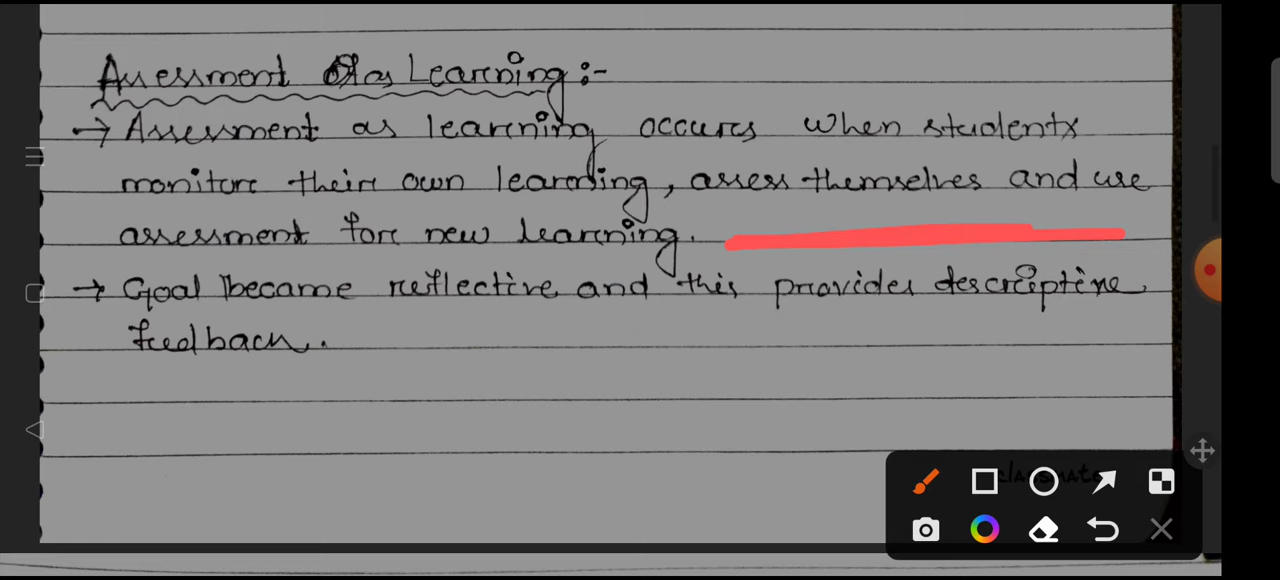 Assessment as Learning :-
→ Assessment as learning occurs when students
monitor their own learning, assess themselves and use
assessment for new learning.
→ Goal became reflective and this provides descriptive
feedback.
classmate